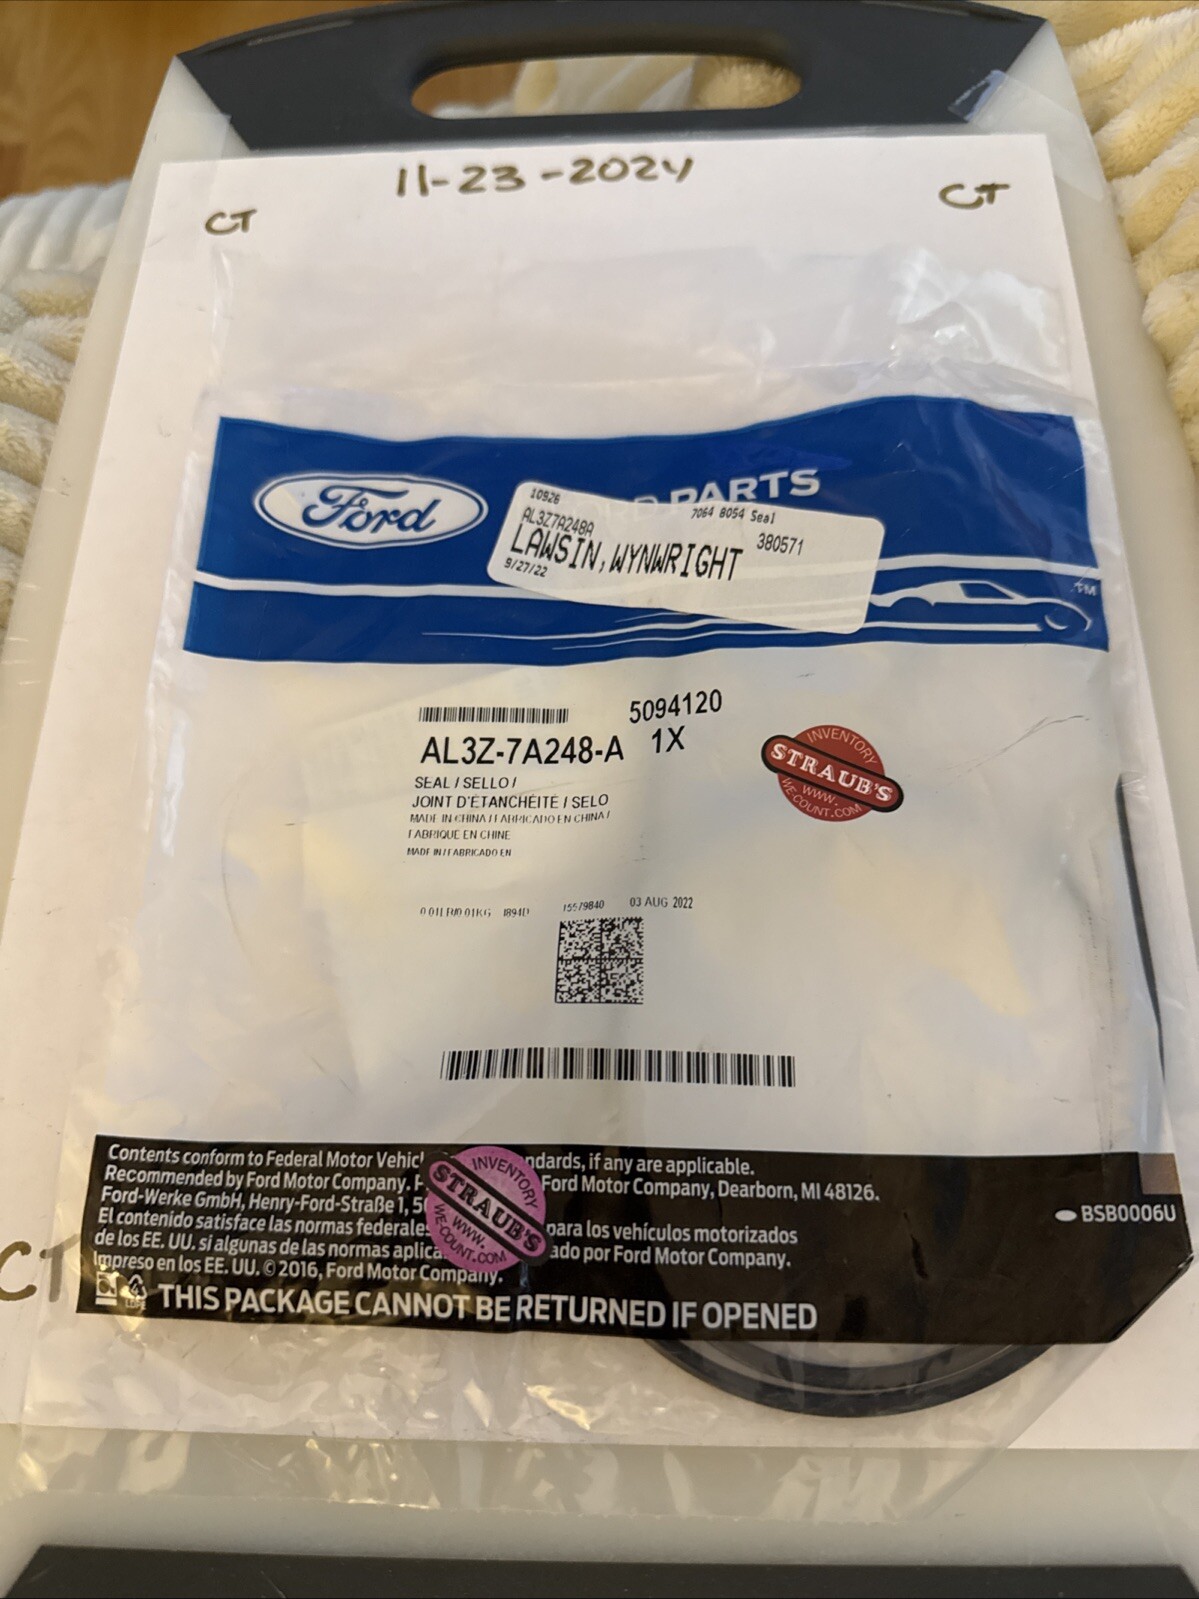 11-23-2024
CT
CT
Ford
PARTS
10926
7064 8054 Seal
AL3Z7A248A
380571
LAWSIN, WYNWRIGHT
9/27/22
TM
5094120
AL3Z-7A248-A
1X
SEAL / SELLO /
JOINT D'ÉTANCHÉITÉ / SELO
MADE IN CHINA / FABRICADO EN CHINA /
FABRIQUE EN CHINE
MADE IN / FABRICADO EN
INVENTORY
STRAUB'S
WWW.
WE-COUNT.COM
15579840
03 AUG 2022
Contents conform to Federal Motor Vehicl ndards, if any are applicable.
Recommended by Ford Motor Company. Ford Motor Company, Dearborn, MI 48126.
Ford-Werke GmbH, Henry-Ford-Straße 1, 5
El contenido satisface las normas federale para los vehículos motorizados
de los EE. UU. si algunas de las normas aplica ado por Ford Motor Company.
Impreso en los EE. UU. © 2016, Ford Motor Company.
INVENTORY
STRAUB'S
WWW.
WE-COUNT.COM
BSB0006U
CT
LDPE
THIS PACKAGE CANNOT BE RETURNED IF OPENED